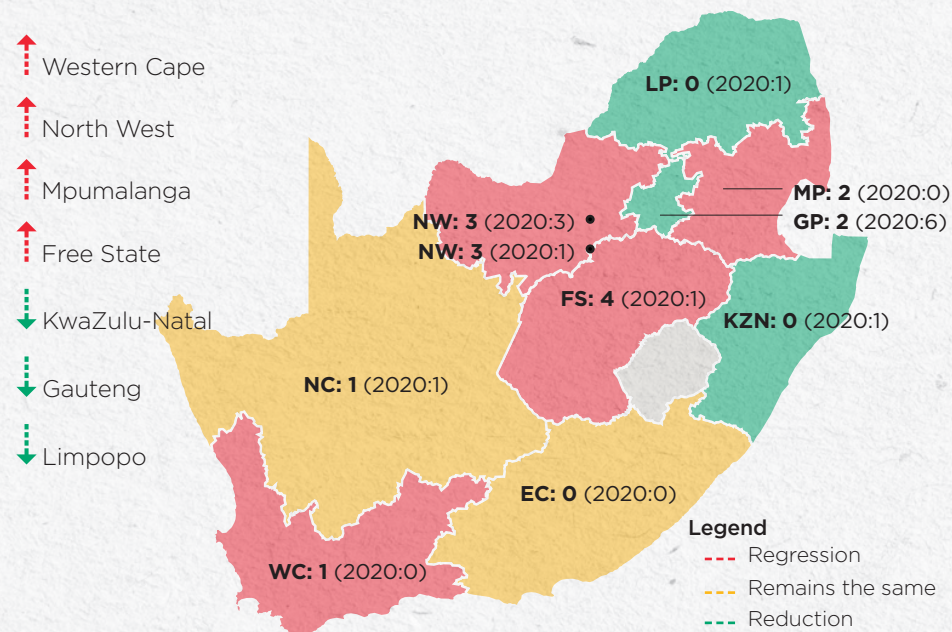 Western Cape
North West
Mpumalanga
Free State
KwaZulu-Natal
Gauteng
Limpopo
LP: 0 (2020:1)
MP: 2 (2020:0)
GP: 2 (2020:6)
NW: 3 (2020:3)
NW: 3 (2020:1)
FS: 4 (2020:1)
KZN: 0 (2020:1)
NC: 1 (2020:1)
EC: 0 (2020:0)
WC: 1 (2020:0)
Legend
Regression
Remains the same
Reduction